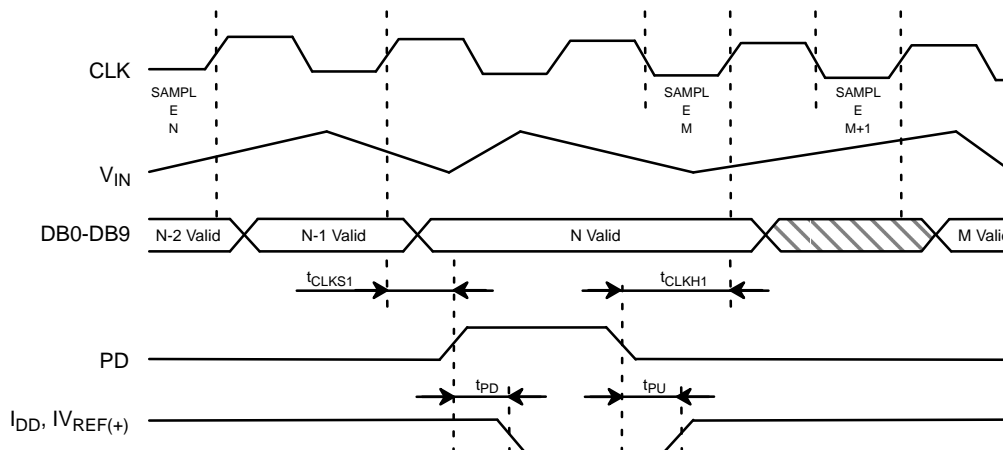 CLK
SAMPL
E
N
SAMPL
E
M
SAMPL
E
M+1
VIN
DB0-DB9
N-2 Valid
N-1 Valid
N Valid
M Valid
tCLKS1
tCLKH1
PD
tPD
tPU
IDD, IVREF(+)